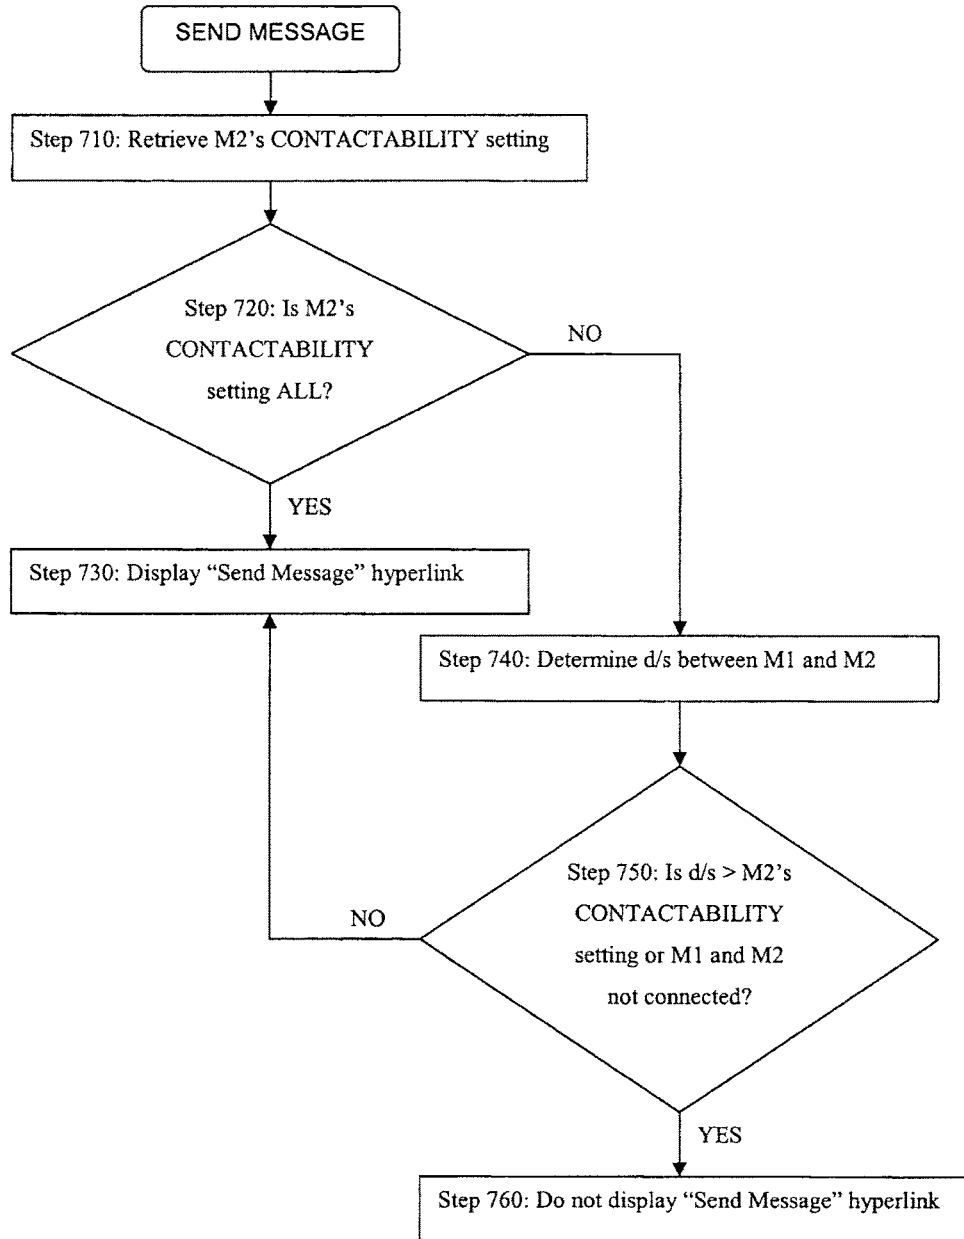 SEND MESSAGE
Step 710: Retrieve M2's CONTACTABILITY setting
Step 720: Is M2's
CONTACTABILITY
setting ALL?
NO
YES
Step 730: Display “Send Message” hyperlink
Step 740: Determine d/s between M1 and M2
Step 750: Is d/s > M2's
CONTACTABILITY
setting or M1 and M2
not connected?
NO
YES
Step 760: Do not display “Send Message” hyperlink